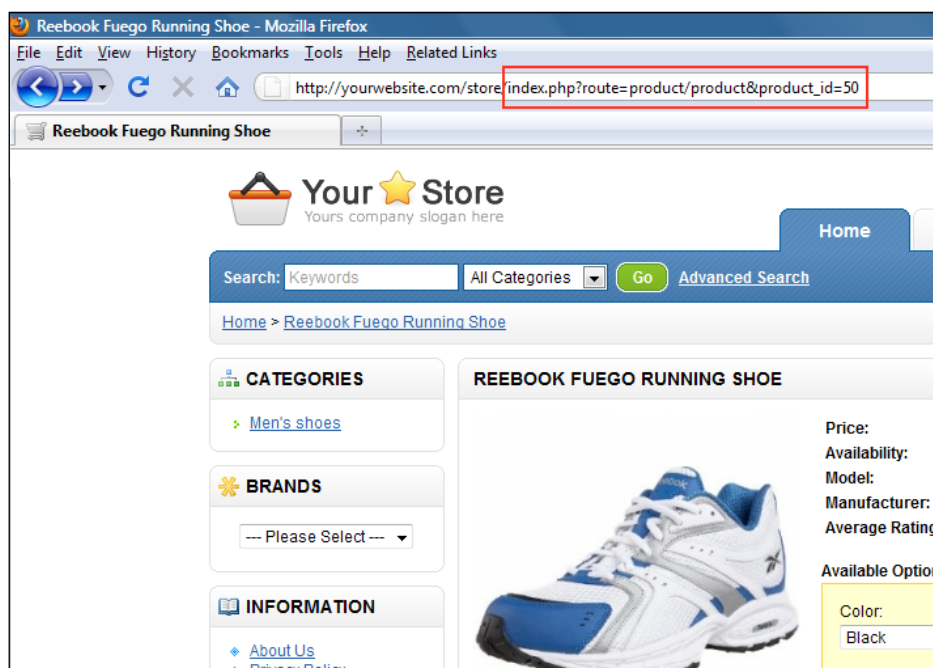 Reebook Fuego Running Shoe - Mozilla Firefox
File Edit View History Bookmarks Tools Help Related Links
http://yourwebsite.com/store/index.php?route=product/product&product_id=50
Reebook Fuego Running Shoe
Your Store
Yours company slogan here
Home
Search: Keywords All Categories Go Advanced Search
Home > Reebook Fuego Running Shoe
CATEGORIES
Men's shoes
BRANDS
--- Please Select ---
INFORMATION
About Us
Privacy Policy
REEBOOK FUEGO RUNNING SHOE
Reebok
Price:
Availability:
Model:
Manufacturer:
Average Rating
Available Option
Color:
Black